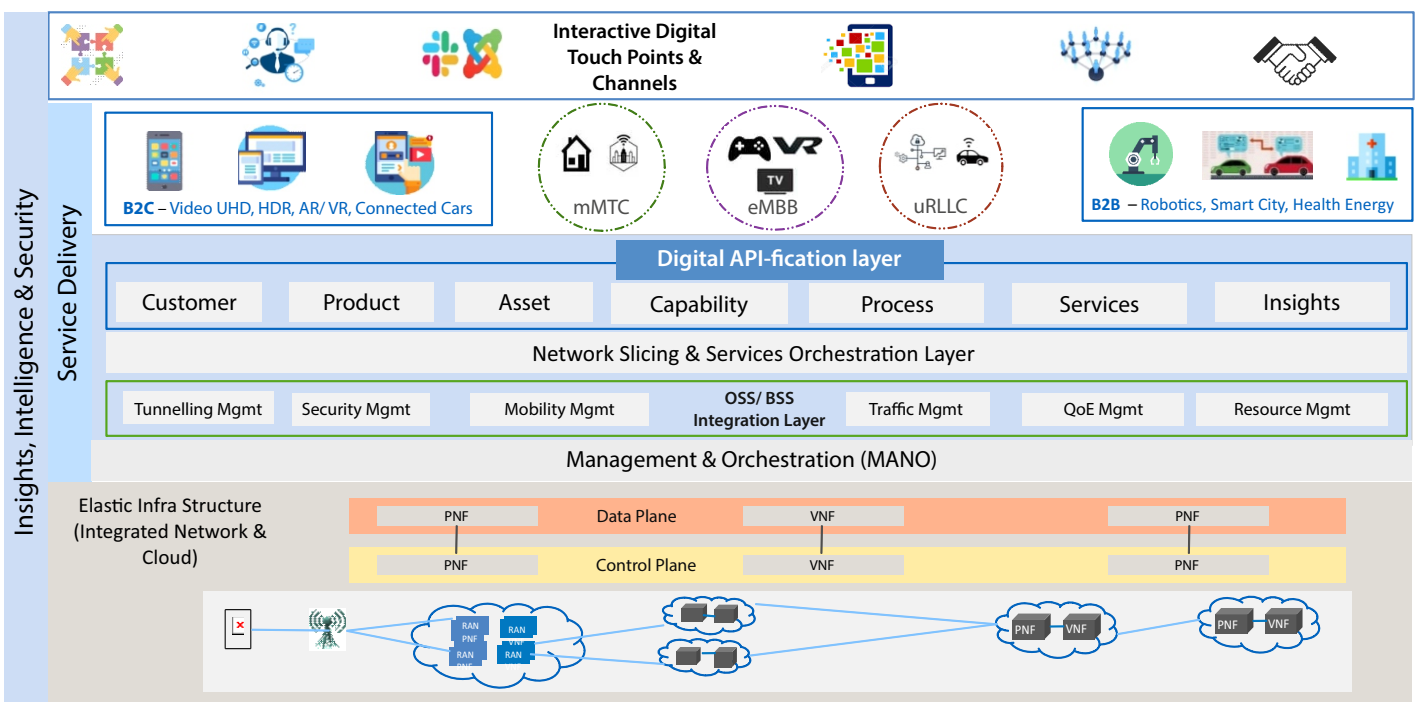 Insights, Intelligence & Security
Interactive Digital
Touch Points &
Channels
Service Delivery
B2C – Video UHD, HDR, AR/ VR, Connected Cars
mMTC
VR
TV
eMBB
uRLLC
B2B – Robotics, Smart City, Health Energy
Digital API-fication layer
Customer
Product
Asset
Capability
Process
Services
Insights
Network Slicing & Services Orchestration Layer
Tunnelling Mgmt
Security Mgmt
Mobility Mgmt
OSS/ BSS
Integration Layer
Traffic Mgmt
QoE Mgmt
Resource Mgmt
Management & Orchestration (MANO)
Elastic Infra Structure
(Integrated Network &
Cloud)
PNF
Data Plane
VNF
PNF
PNF
Control Plane
VNF
PNF
RAN
PNF
RAN
VNF
RAN
PNF
RAN
PNF
VNF
PNF
VNF